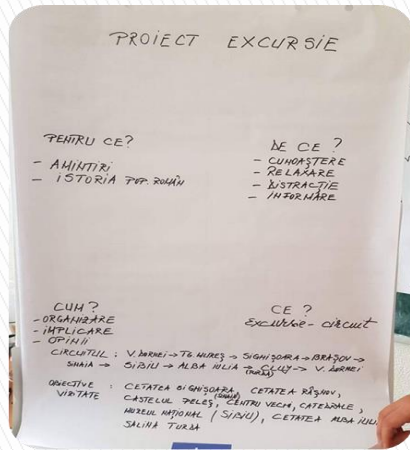 PROIECT EXCURSIE
PENTRU CE?
- AMINTIRI
- ISTORIA POP. ROMÂN
DE CE ?
- CUNOAȘTERE
- RELAXARE
- DISTRACȚIE
- INFORMARE
CUM ?
- ORGANIZARE
- IMPLICARE
- OPINII
CE ?
EXCURSIE - CIRCUIT
CIRCUITUL : V. DORNEI → TG. MUREȘ → SIGHIȘOARA → BRAȘOV →
SINAIA → SIBIU → ALBA IULIA → CLUJ → V. DORNEI
(TURDA)
OBIECTIVE : CETATEA SIGHIȘOARA, CETATEA RÂȘNOV,
VIZITATE CASTELUL PELEȘ, CENTRU VECHI, CATEDRALE,
MUZEUL NAȚIONAL (SIBIU), CETATEA ALBA IULIA
SALINA TURDA